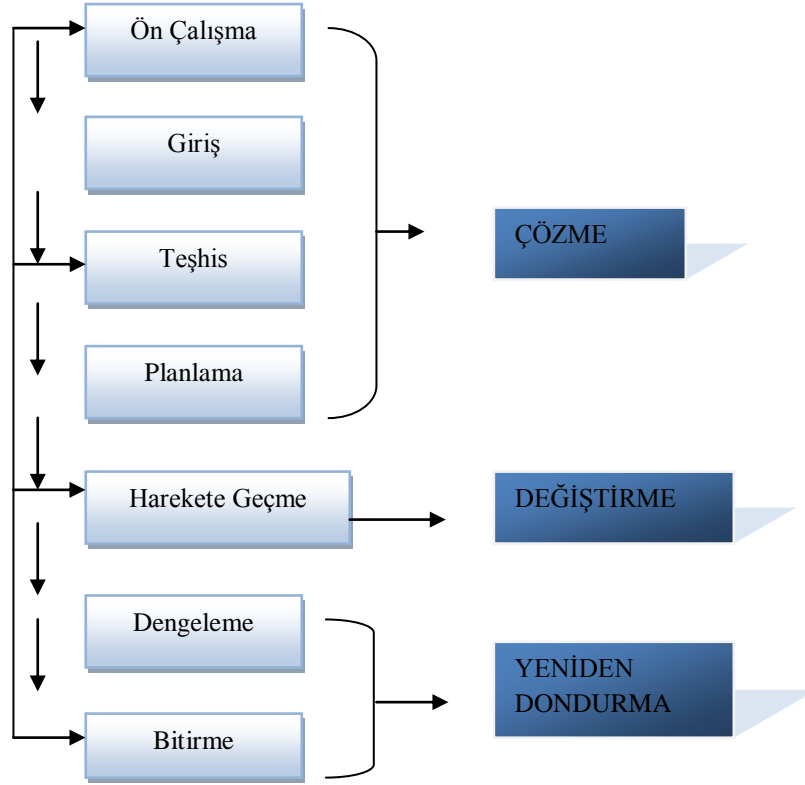 Ön Çalışma
Giriş
Teşhis
Planlama
ÇÖZME
Harekete Geçme
DEĞİŞTİRME
Dengeleme
Bitirme
YENİDEN
DONDURMA